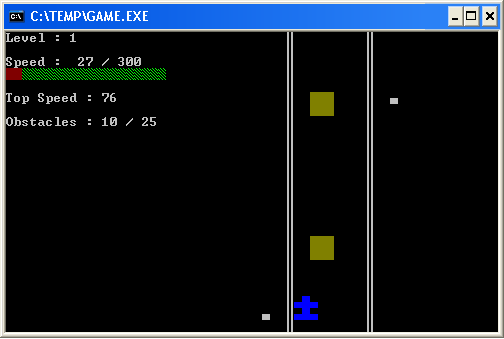 C:\TEMP\GAME.EXE
Level : 1
Speed :  27 / 300
Top Speed : 76
Obstacles : 10 / 25